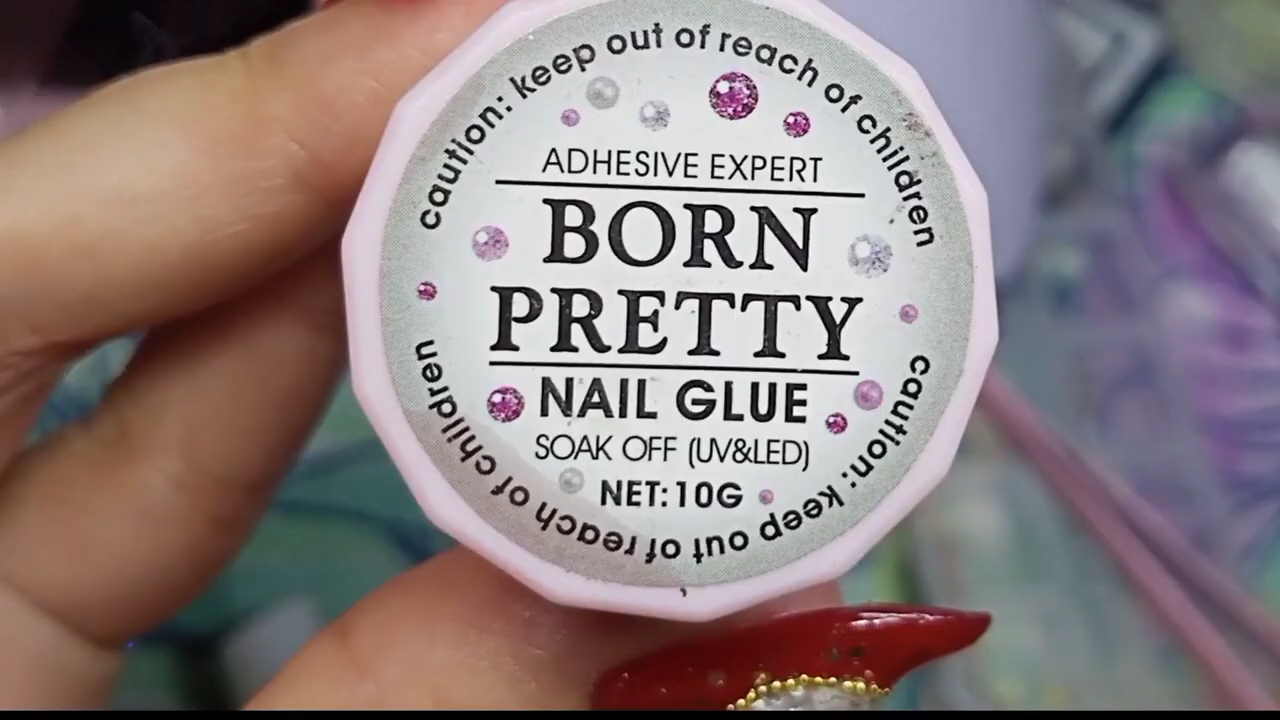 caution: keep out of reach of children
ADHESIVE EXPERT
BORN
PRETTY
NAIL GLUE
SOAK OFF (UV&LED)
NET:10G
caution: keep out of reach of children